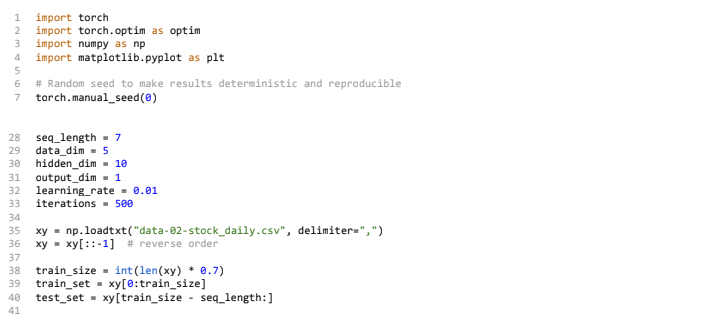 1 import torch
2 import torch.optim as optim
3 import numpy as np
4 import matplotlib.pyplot as plt
5
6 # Random seed to make results deterministic and reproducible
7 torch.manual_seed(0)
28 seq_length = 7
29 data_dim = 5
30 hidden_dim = 10
31 output_dim = 1
32 learning_rate = 0.01
33 iterations = 500
34
35 xy = np.loadtxt("data-02-stock_daily.csv", delimiter=",")
36 xy = xy[::-1]  # reverse order
37
38 train_size = int(len(xy) * 0.7)
39 train_set = xy[0:train_size]
40 test_set = xy[train_size - seq_length:]
41